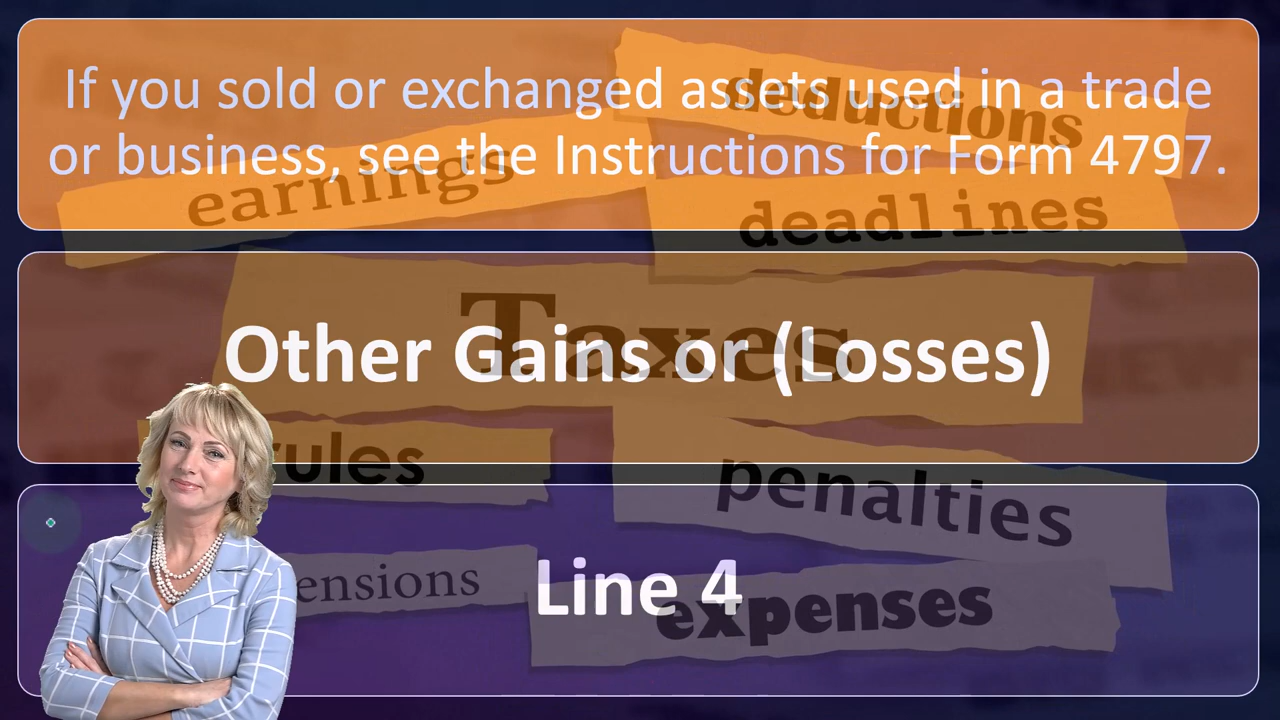 If you sold or exchanged assets used in a trade
or business, see the Instructions for Form 4797.
deductions
earnings
deadlines
Taxes
Other Gains or (Losses)
rules
penalties
ensions
Line 4
expenses